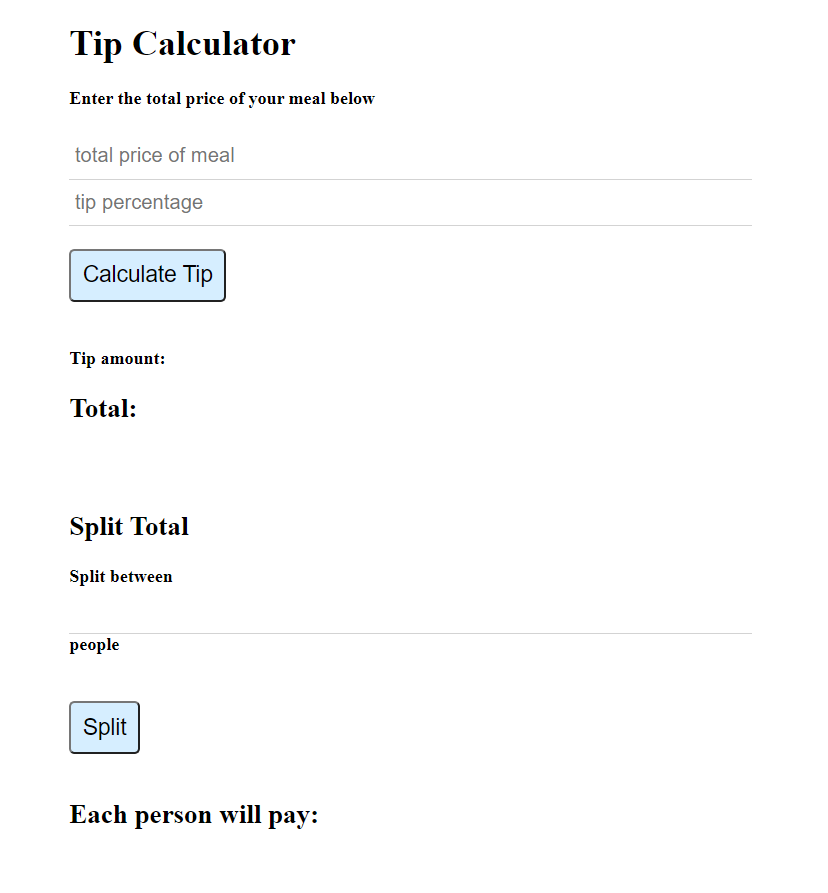 Tip Calculator
Enter the total price of your meal below
total price of meal
tip percentage
Calculate Tip
Tip amount:
Total:
Split Total
Split between
people
Split
Each person will pay: